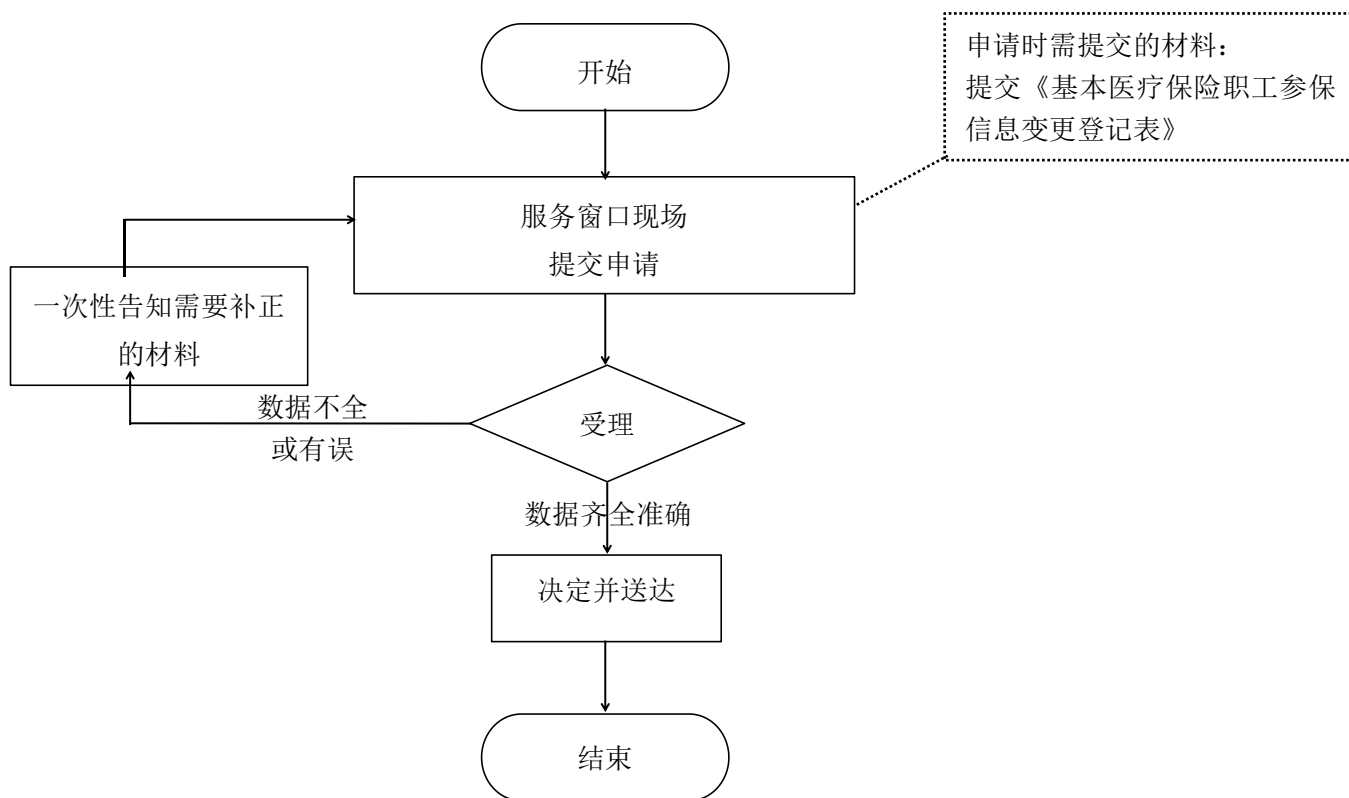 开始
申请时需提交的材料：
提交《基本医疗保险职工参保
信息变更登记表》
服务窗口现场
提交申请
一次性告知需要补正
的材料
数据不全
或有误
受理
数据齐全准确
决定并送达
结束